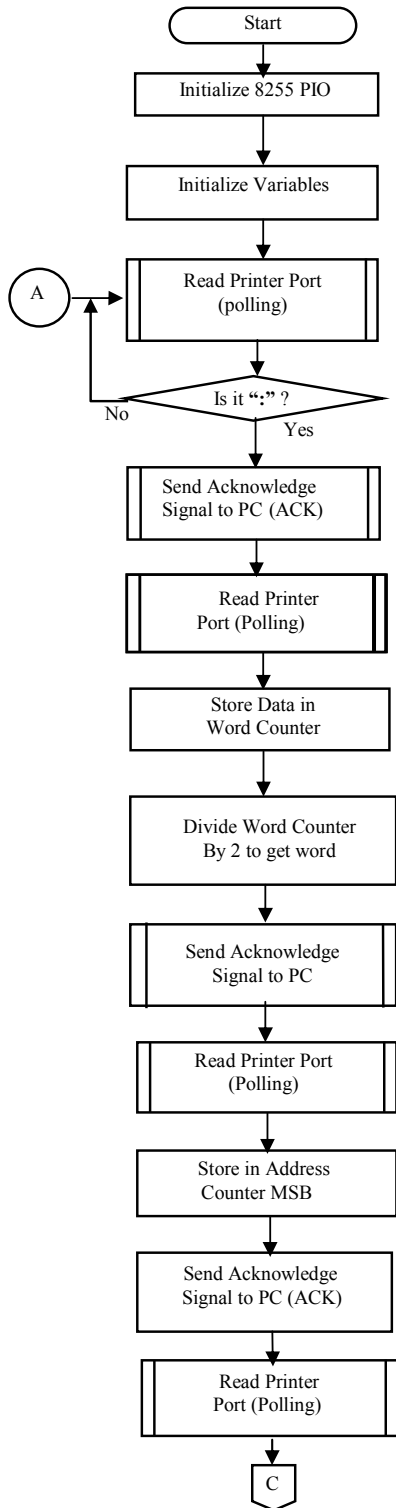 Start
Initialize 8255 PIO
Initialize Variables
A
Read Printer Port
(polling)
Is it “:” ?
No
Yes
Send Acknowledge
Signal to PC (ACK)
Read Printer
Port (Polling)
Store Data in
Word Counter
Divide Word Counter
By 2 to get word
Send Acknowledge
Signal to PC
Read Printer Port
(Polling)
Store in Address
Counter MSB
Send Acknowledge
Signal to PC (ACK)
Read Printer
Port (Polling)
C